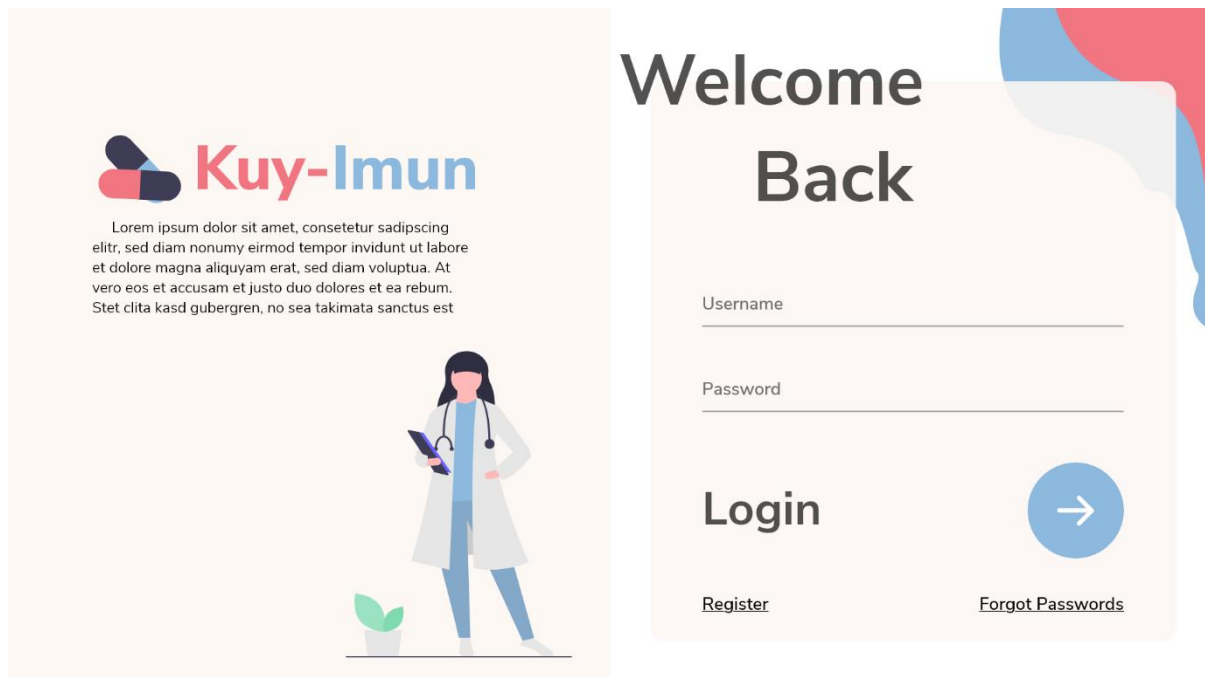 Kuy-Imun
Lorem ipsum dolor sit amet, consetetur sadipscing
elitr, sed diam nonumy eirmod tempor invidunt ut labore
et dolore magna aliquyam erat, sed diam voluptua. At
vero eos et accusam et justo duo dolores et ea rebum.
Stet clita kasd gubergren, no sea takimata sanctus est
Welcome
Back
Username
Password
Login
Register
Forgot Passwords